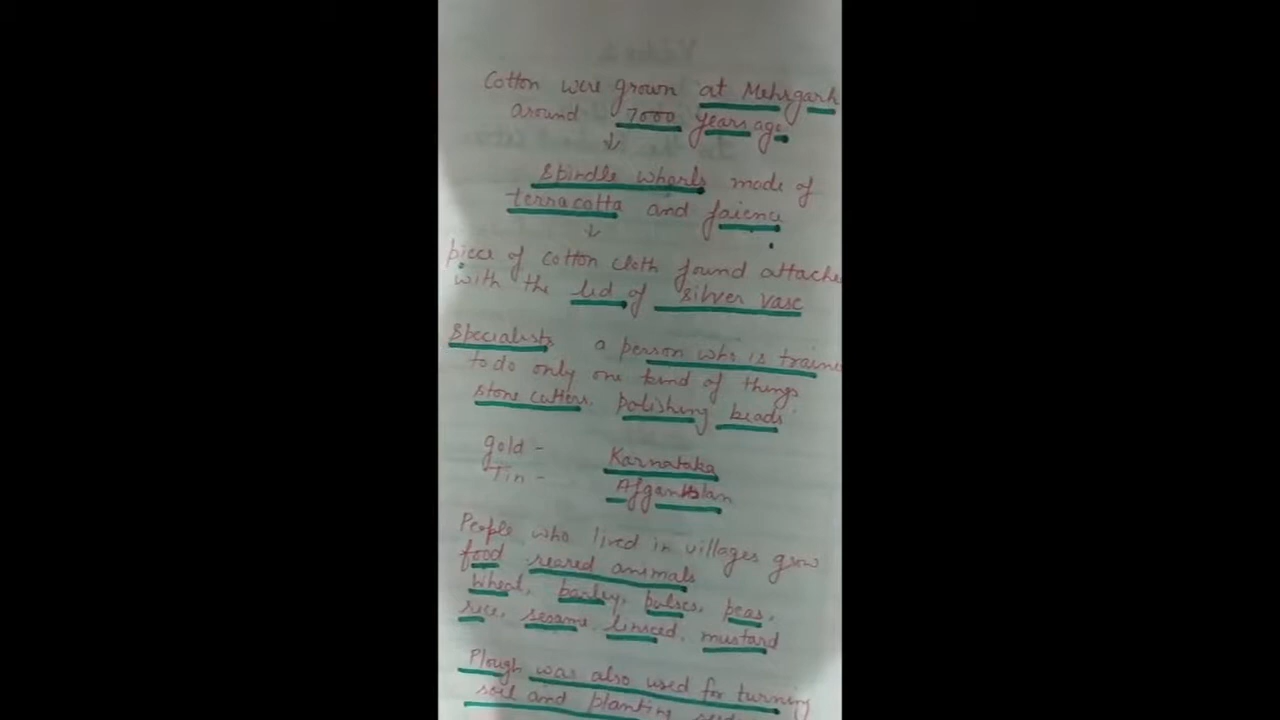 Cotton were grown at Mehrgarh
around 7000 years ago
↓
Spindle whorls made of
terracotta and faience
↓
piece of cotton cloth found attache
with the lid of silver vase
Specialists a person who is traine
to do only one kind of things
stone cutters, polishing beads
gold - Karnataka
Tin - Afganistan
People who lived in villages grow
food reared animals
wheat, barley, pulses, peas,
rice, sesame, linseed, mustard
Plough was also used for turning
soil and planting seed